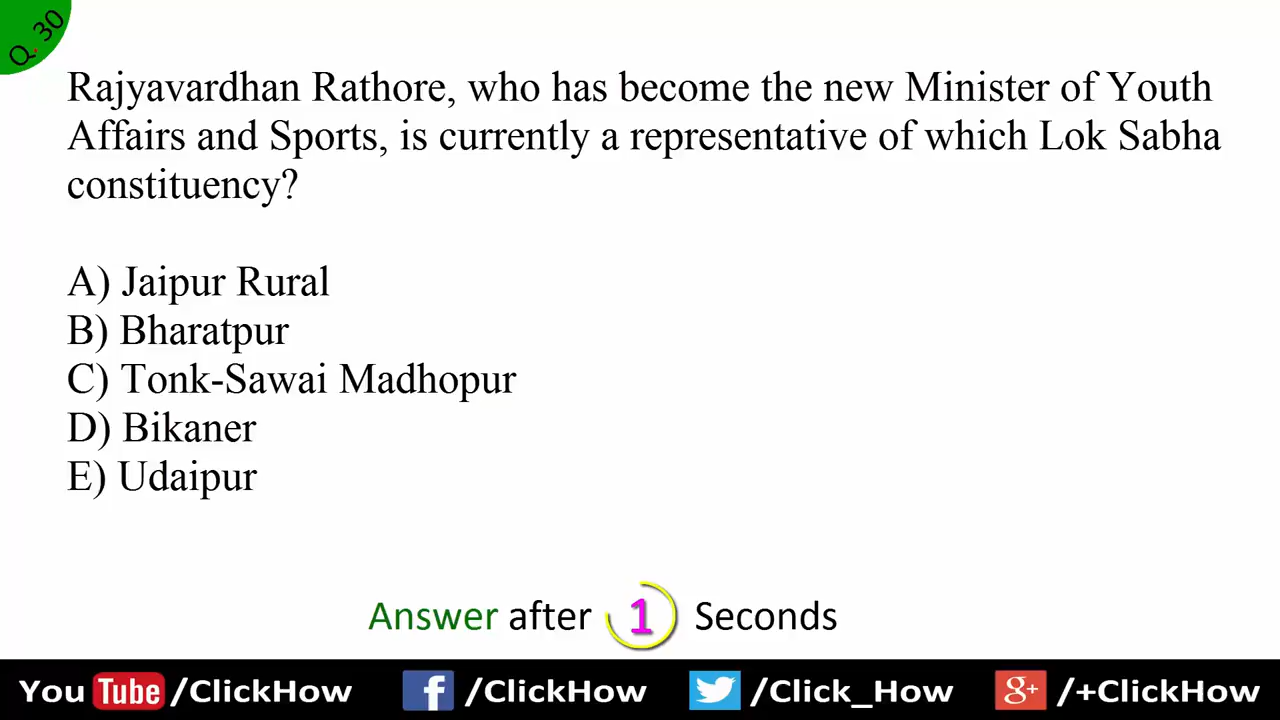 Q. 30
Rajyavardhan Rathore, who has become the new Minister of Youth
Affairs and Sports, is currently a representative of which Lok Sabha
constituency?
A) Jaipur Rural
B) Bharatpur
C) Tonk-Sawai Madhopur
D) Bikaner
E) Udaipur
Answer after 1 Seconds
You Tube /ClickHow f /ClickHow /Click_How g+ /+ClickHow